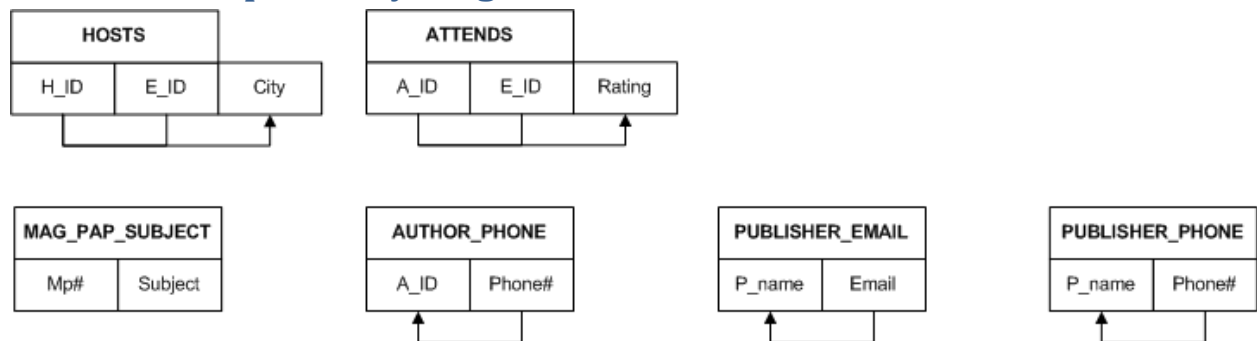 HOSTS ATTENDS
H_ID E_ID City A_ID E_ID Rating
MAG_PAP_SUBJECT AUTHOR_PHONE PUBLISHER_EMAIL PUBLISHER_PHONE
Mp# Subject A_ID Phone# P_name Email P_name Phone#